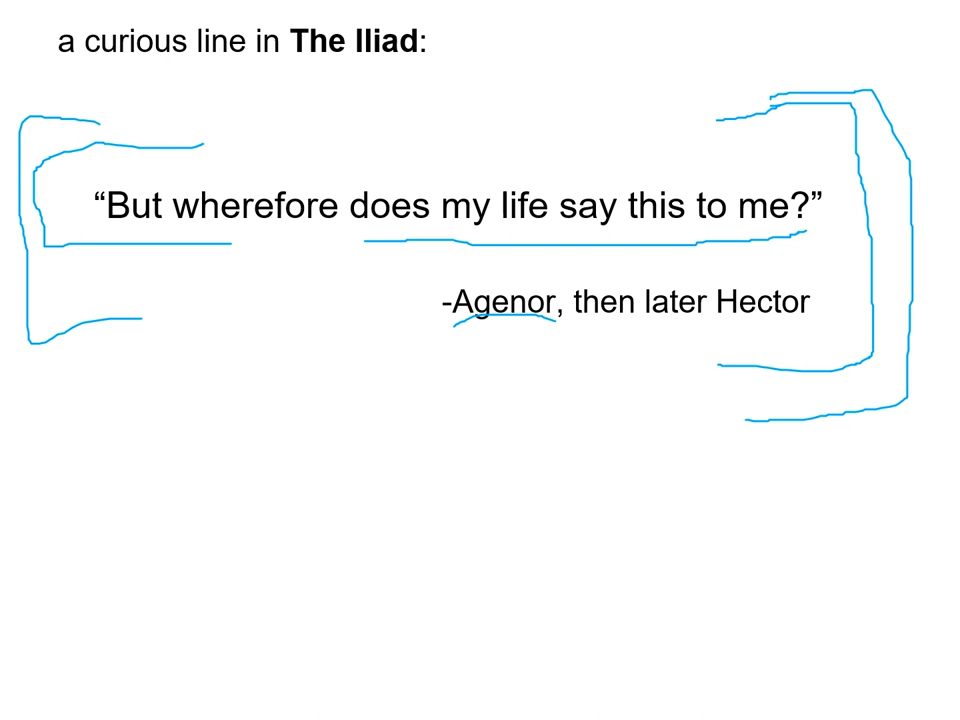 a curious line in The Iliad:
“But wherefore does my life say this to me?”
-Agenor, then later Hector